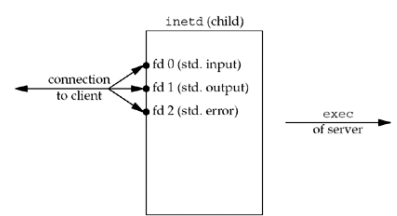 inetd (child)
fd 0 (std. input)
connection
to client
fd 1 (std. output)
fd 2 (std. error)
exec
of server